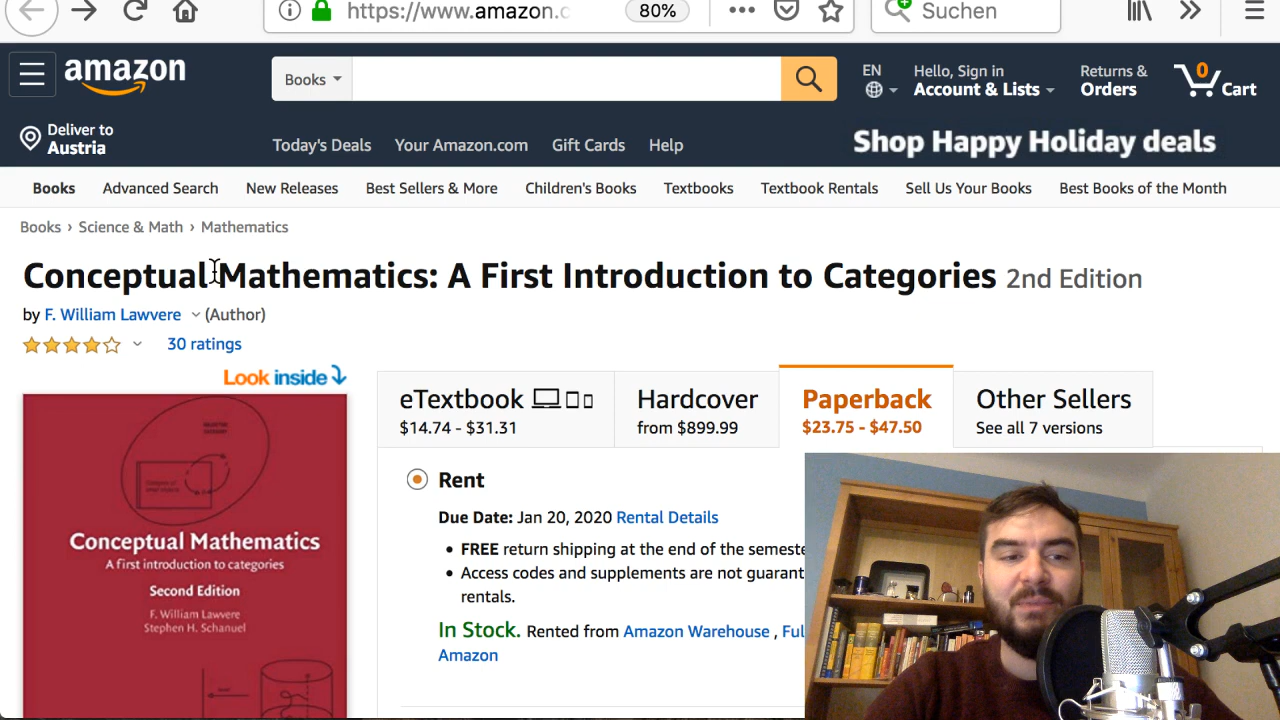 https://www.amazon.c
80%
Suchen
amazon
Books
EN
Hello, Sign in
Account & Lists
Returns &
Orders
0
Cart
Deliver to
Austria
Today's Deals
Your Amazon.com
Gift Cards
Help
Shop Happy Holiday deals
Books
Advanced Search
New Releases
Best Sellers & More
Children's Books
Textbooks
Textbook Rentals
Sell Us Your Books
Best Books of the Month
Books › Science & Math › Mathematics
Conceptual Mathematics: A First Introduction to Categories 2nd Edition
by F. William Lawvere (Author)
30 ratings
Look inside
eTextbook
$14.74 - $31.31
Hardcover
from $899.99
Paperback
$23.75 - $47.50
Other Sellers
See all 7 versions
Conceptual Mathematics
A first introduction to categories
Second Edition
F. William Lawvere
Stephen H. Schanuel
Rent
Due Date: Jan 20, 2020 Rental Details
• FREE return shipping at the end of the semeste
• Access codes and supplements are not guarant
rentals.
In Stock. Rented from Amazon Warehouse , Ful
Amazon